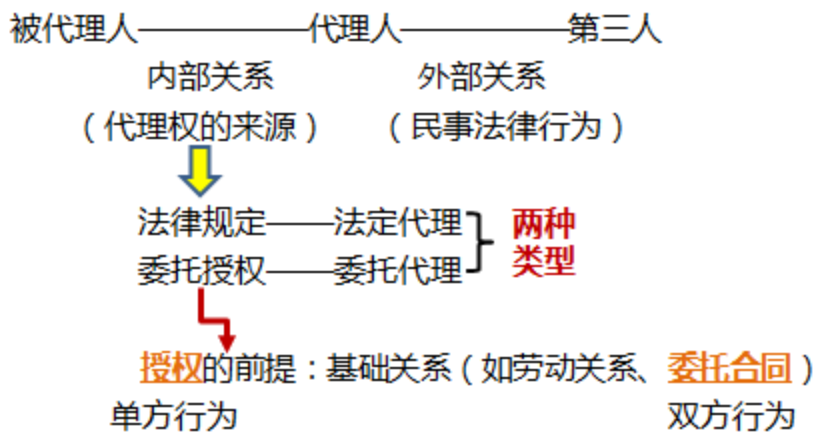 被代理人——————代理人——————第三人
内部关系 外部关系
（代理权的来源） （民事法律行为）
法律规定——法定代理
委托授权——委托代理
两种
类型
授权的前提：基础关系（如劳动关系、委托合同）
单方行为 双方行为